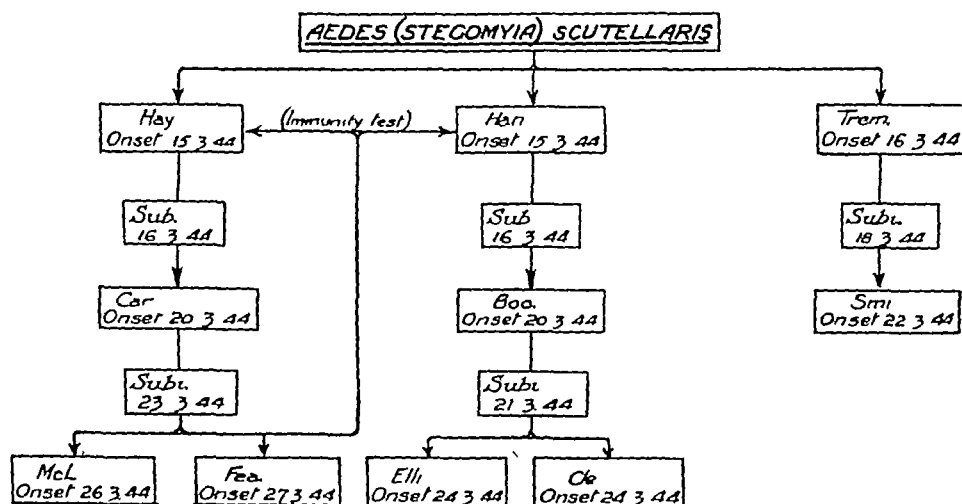 AEDES (STEGOMYIA) SCUTELLARIS
Hay
Onset 15 3 44
(Immunity test)
Han
Onset 15 3 44
Trem.
Onset 16 3 44
Sub.
16 3 44
Sub
16 3 44
Subi.
18 3 44
Car
Onset 20 3 44
Boo.
Onset 20 3 44
Smi
Onset 22 3 44
Subi.
23 3 44
Subi
21 3. 44
McL
Onset 26 3 44
Fea.
Onset 27 3. 44
Elli
Onset 24 3 44
Onset 24 3 44